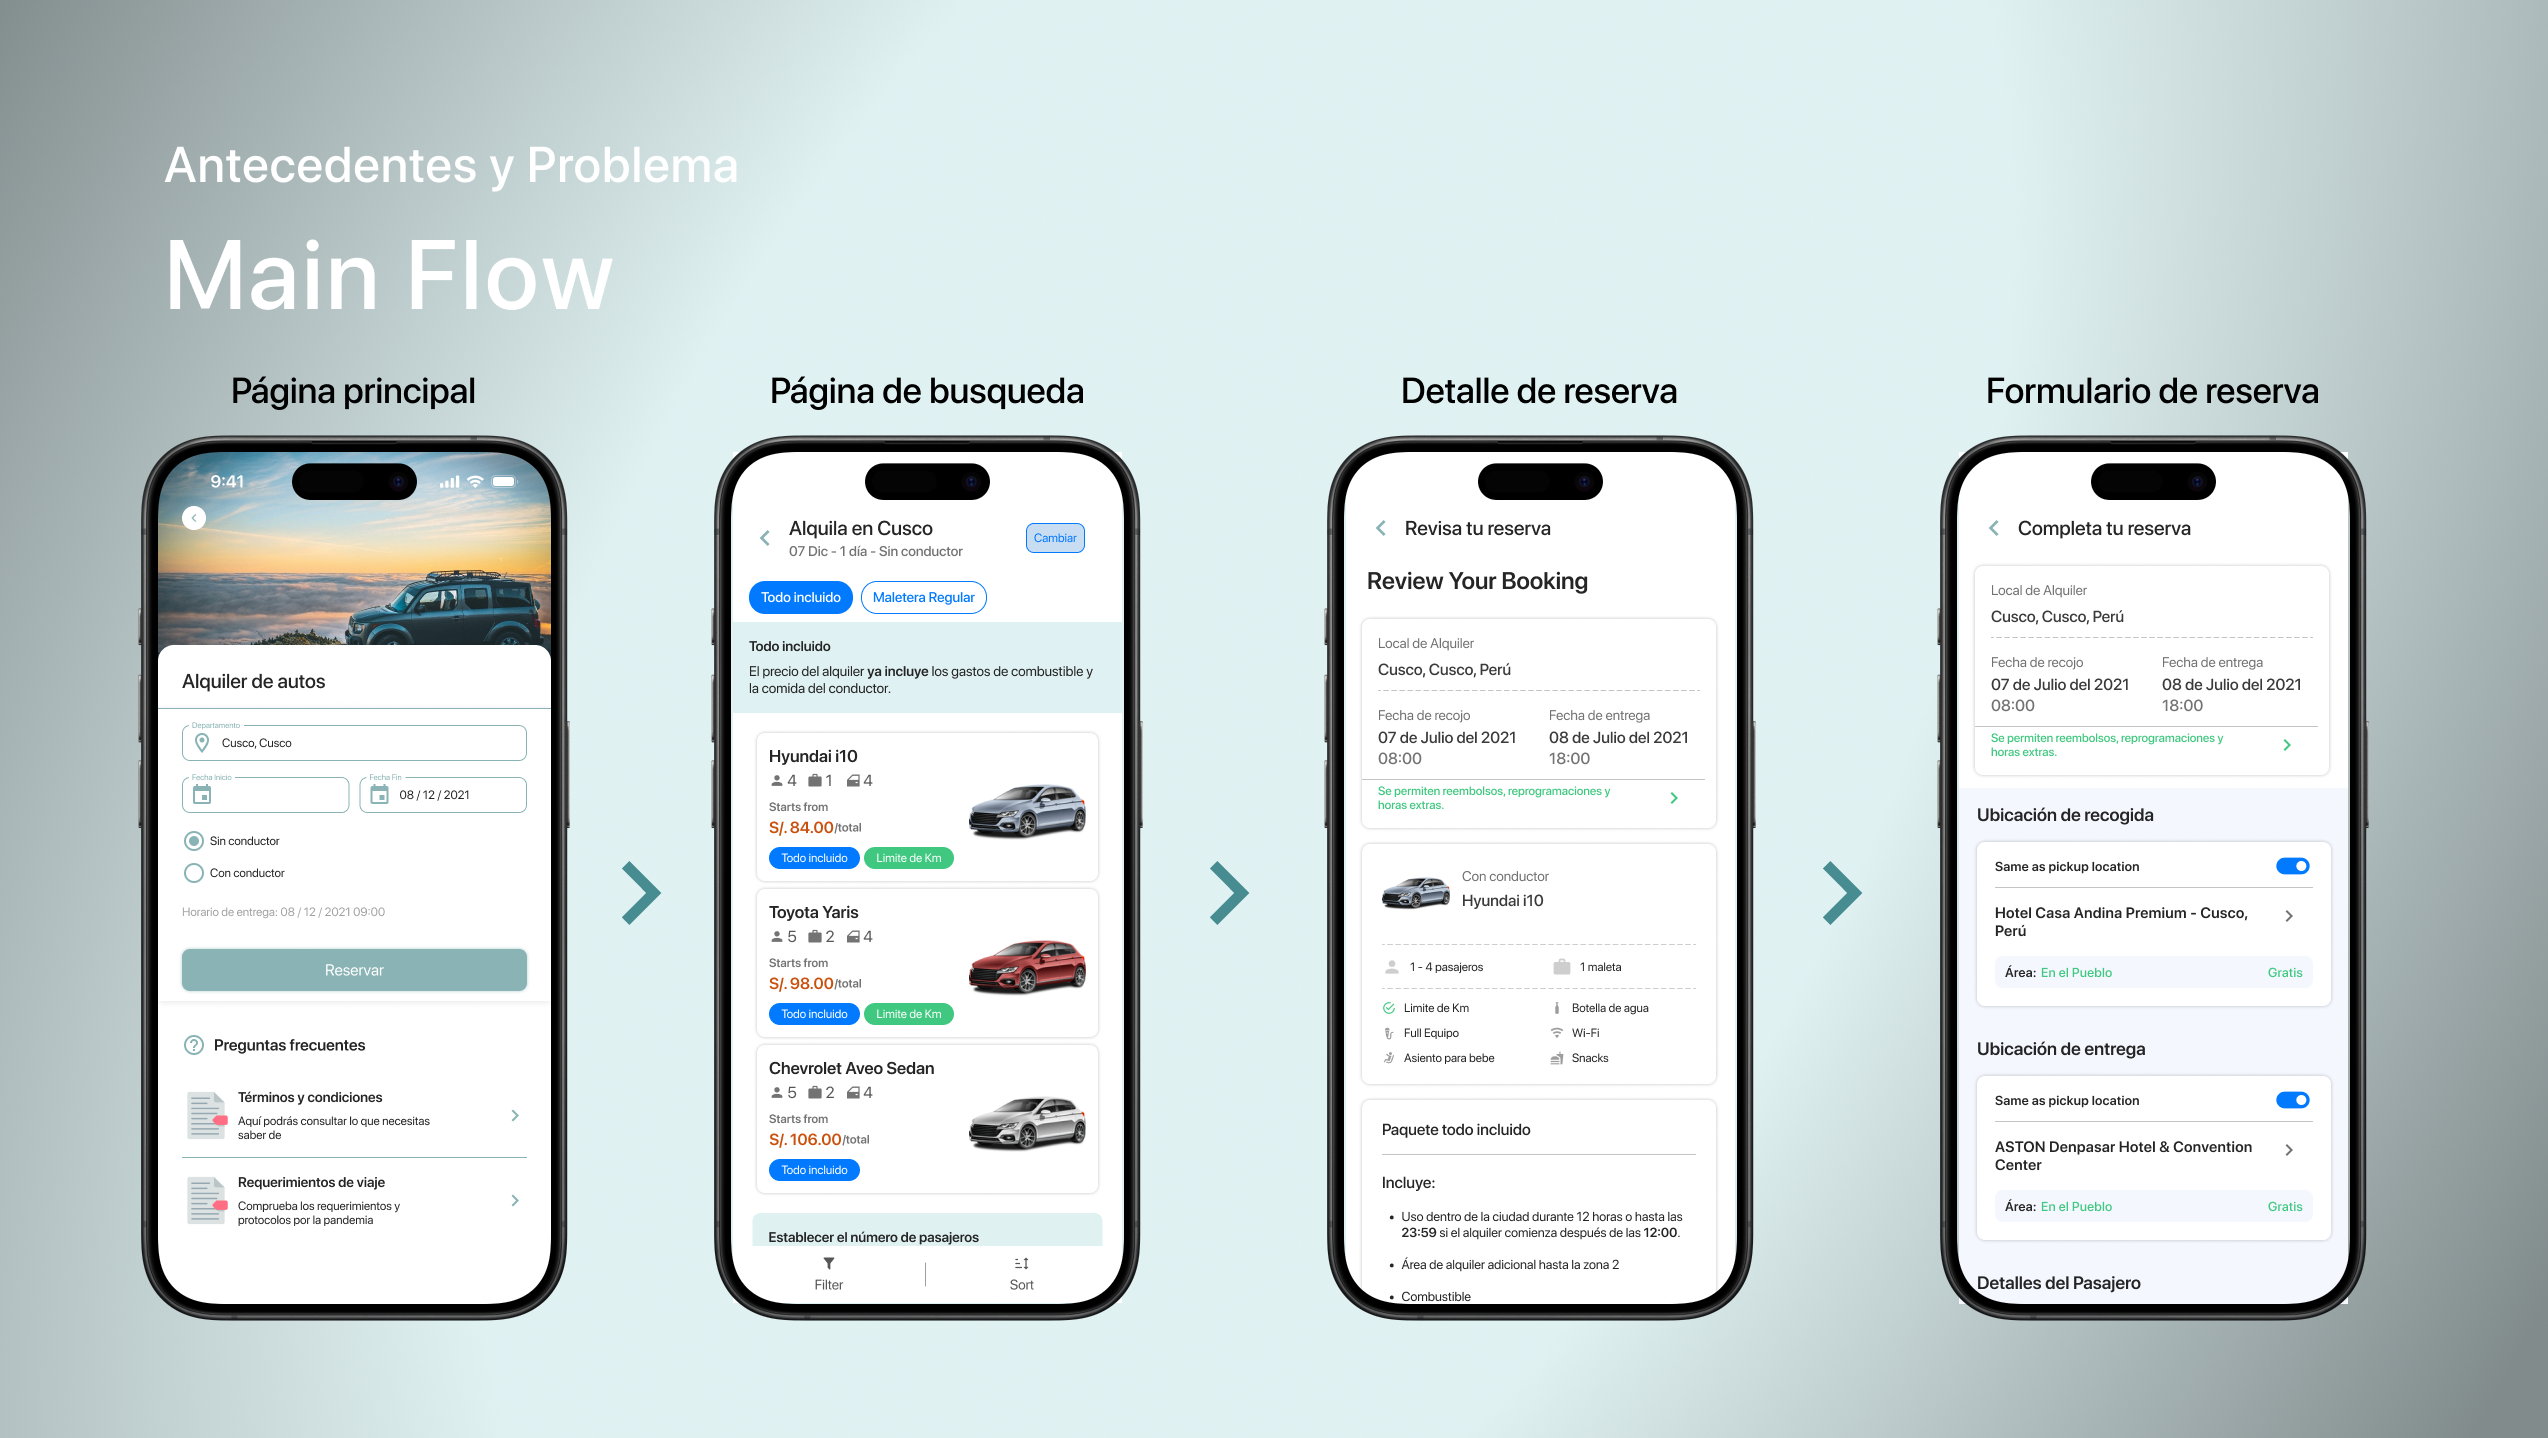 Antecedentes y Problema
Main Flow
Página principal
9:41
Alquiler de autos
Departamento
Cusco, Cusco
Fecha Inicio
Fecha Fin
08 / 12 / 2021
Sin conductor
Con conductor
Horario de entrega: 08 / 12 / 2021 09:00
Reservar
Preguntas frecuentes
Términos y condiciones
Aquí podrás consultar lo que necesitas
saber de
Requerimientos de viaje
Comprueba los requerimientos y
protocolos por la pandemia
Página de busqueda
Alquila en Cusco
07 Dic - 1 día - Sin conductor
Cambiar
Todo incluido
Maletera Regular
Todo incluido
El precio del alquiler ya incluye los gastos de combustible y
la comida del conductor.
Hyundai i10
4 1 4
Starts from
S/. 84.00/total
Todo incluido
Limite de Km
Toyota Yaris
5 2 4
Starts from
S/. 98.00/total
Todo incluido
Limite de Km
Chevrolet Aveo Sedan
5 2 4
Starts from
S/. 106.00/total
Todo incluido
Establecer el número de pasajeros
Filter
Sort
Detalle de reserva
Revisa tu reserva
Review Your Booking
Local de Alquiler
Cusco, Cusco, Perú
Fecha de recojo
07 de Julio del 2021
08:00
Fecha de entrega
08 de Julio del 2021
18:00
Se permiten reembolsos, reprogramaciones y
horas extras.
Con conductor
Hyundai i10
1 - 4 pasajeros
1 maleta
Limite de Km
Botella de agua
Full Equipo
Wi-Fi
Asiento para bebe
Snacks
Paquete todo incluido
Incluye:
• Uso dentro de la ciudad durante 12 horas o hasta las
23:59 si el alquiler comienza después de las 12:00.
• Área de alquiler adicional hasta la zona 2
• Combustible
Formulario de reserva
Completa tu reserva
Local de Alquiler
Cusco, Cusco, Perú
Fecha de recojo
07 de Julio del 2021
08:00
Fecha de entrega
08 de Julio del 2021
18:00
Se permiten reembolsos, reprogramaciones y
horas extras.
Ubicación de recogida
Same as pickup location
Hotel Casa Andina Premium - Cusco,
Perú
Área: En el Pueblo
Gratis
Ubicación de entrega
Same as pickup location
ASTON Denpasar Hotel & Convention
Center
Área: En el Pueblo
Gratis
Detalles del Pasajero